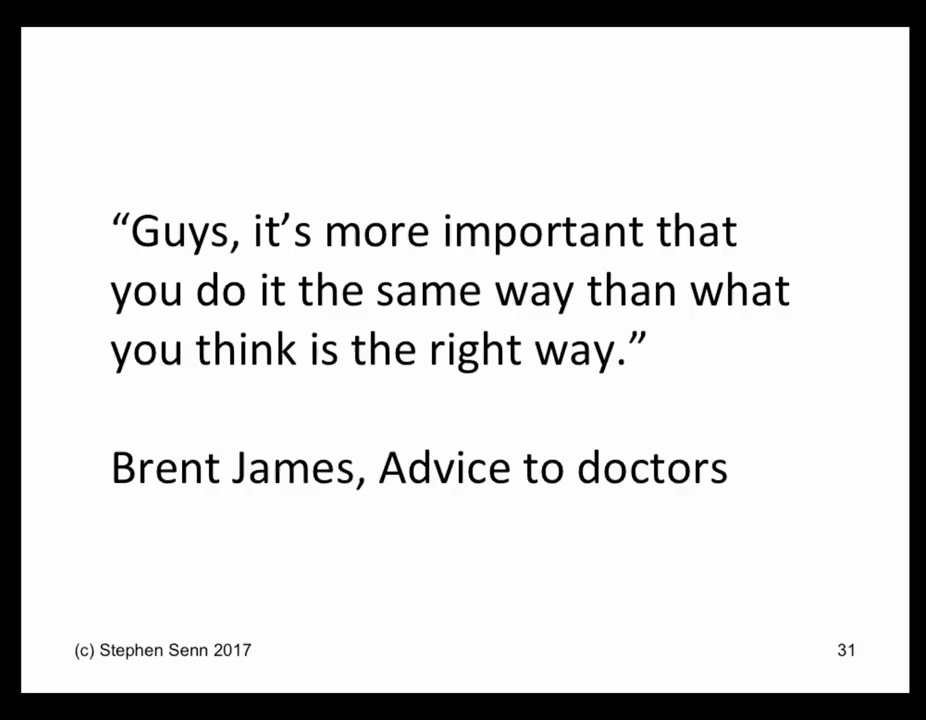 “Guys, it’s more important that
you do it the same way than what
you think is the right way.”
Brent James, Advice to doctors
(c) Stephen Senn 2017
31